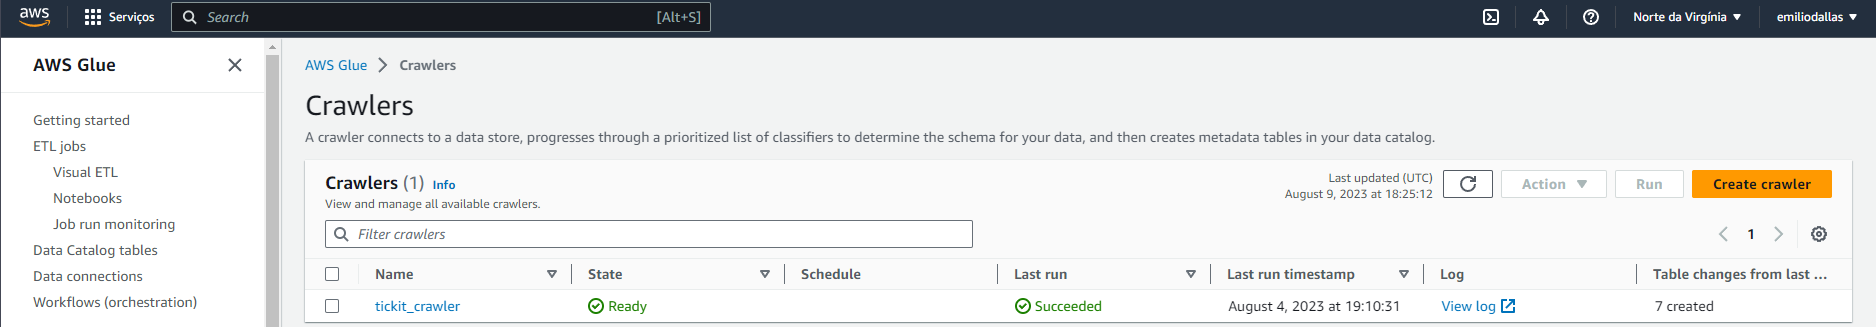 aws Serviços Search [Alt+S] Norte da Virgínia emiliodallas
AWS Glue
Getting started
ETL jobs
Visual ETL
Notebooks
Job run monitoring
Data Catalog tables
Data connections
Workflows (orchestration)
AWS Glue > Crawlers
Crawlers
A crawler connects to a data store, progresses through a prioritized list of classifiers to determine the schema for your data, and then creates metadata tables in your data catalog.
Crawlers (1) Info
View and manage all available crawlers.
Last updated (UTC)
August 9, 2023 at 18:25:12
Action Run Create crawler
Filter crawlers
1
Name State Schedule Last run Last run timestamp Log Table changes from last ...
tickit_crawler Ready Succeeded August 4, 2023 at 19:10:31 View log 7 created